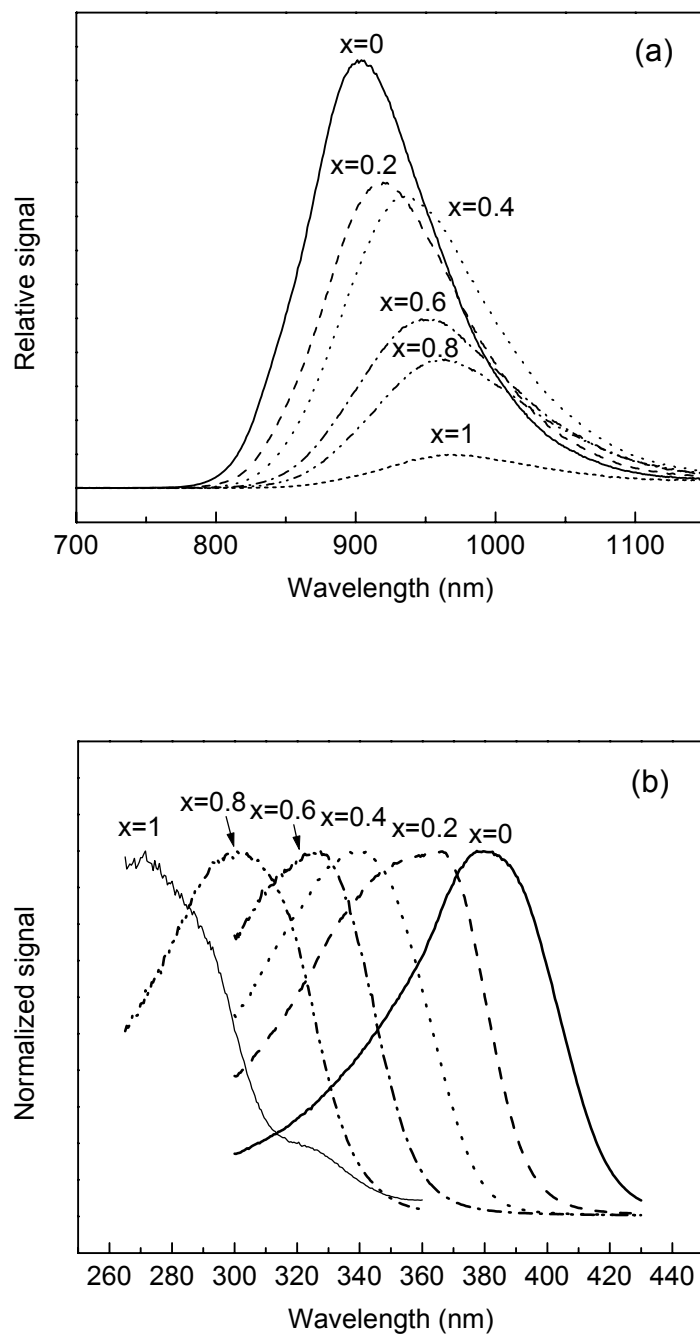 (a)
x=0
x=0.2
x=0.4
x=0.6
x=0.8
x=1
Relative signal
700 800 900 1000 1100
Wavelength (nm)
(b)
x=1
x=0.8
x=0.6
x=0.4
x=0.2
x=0
Normalized signal
260 280 300 320 340 360 380 400 420 440
Wavelength (nm)